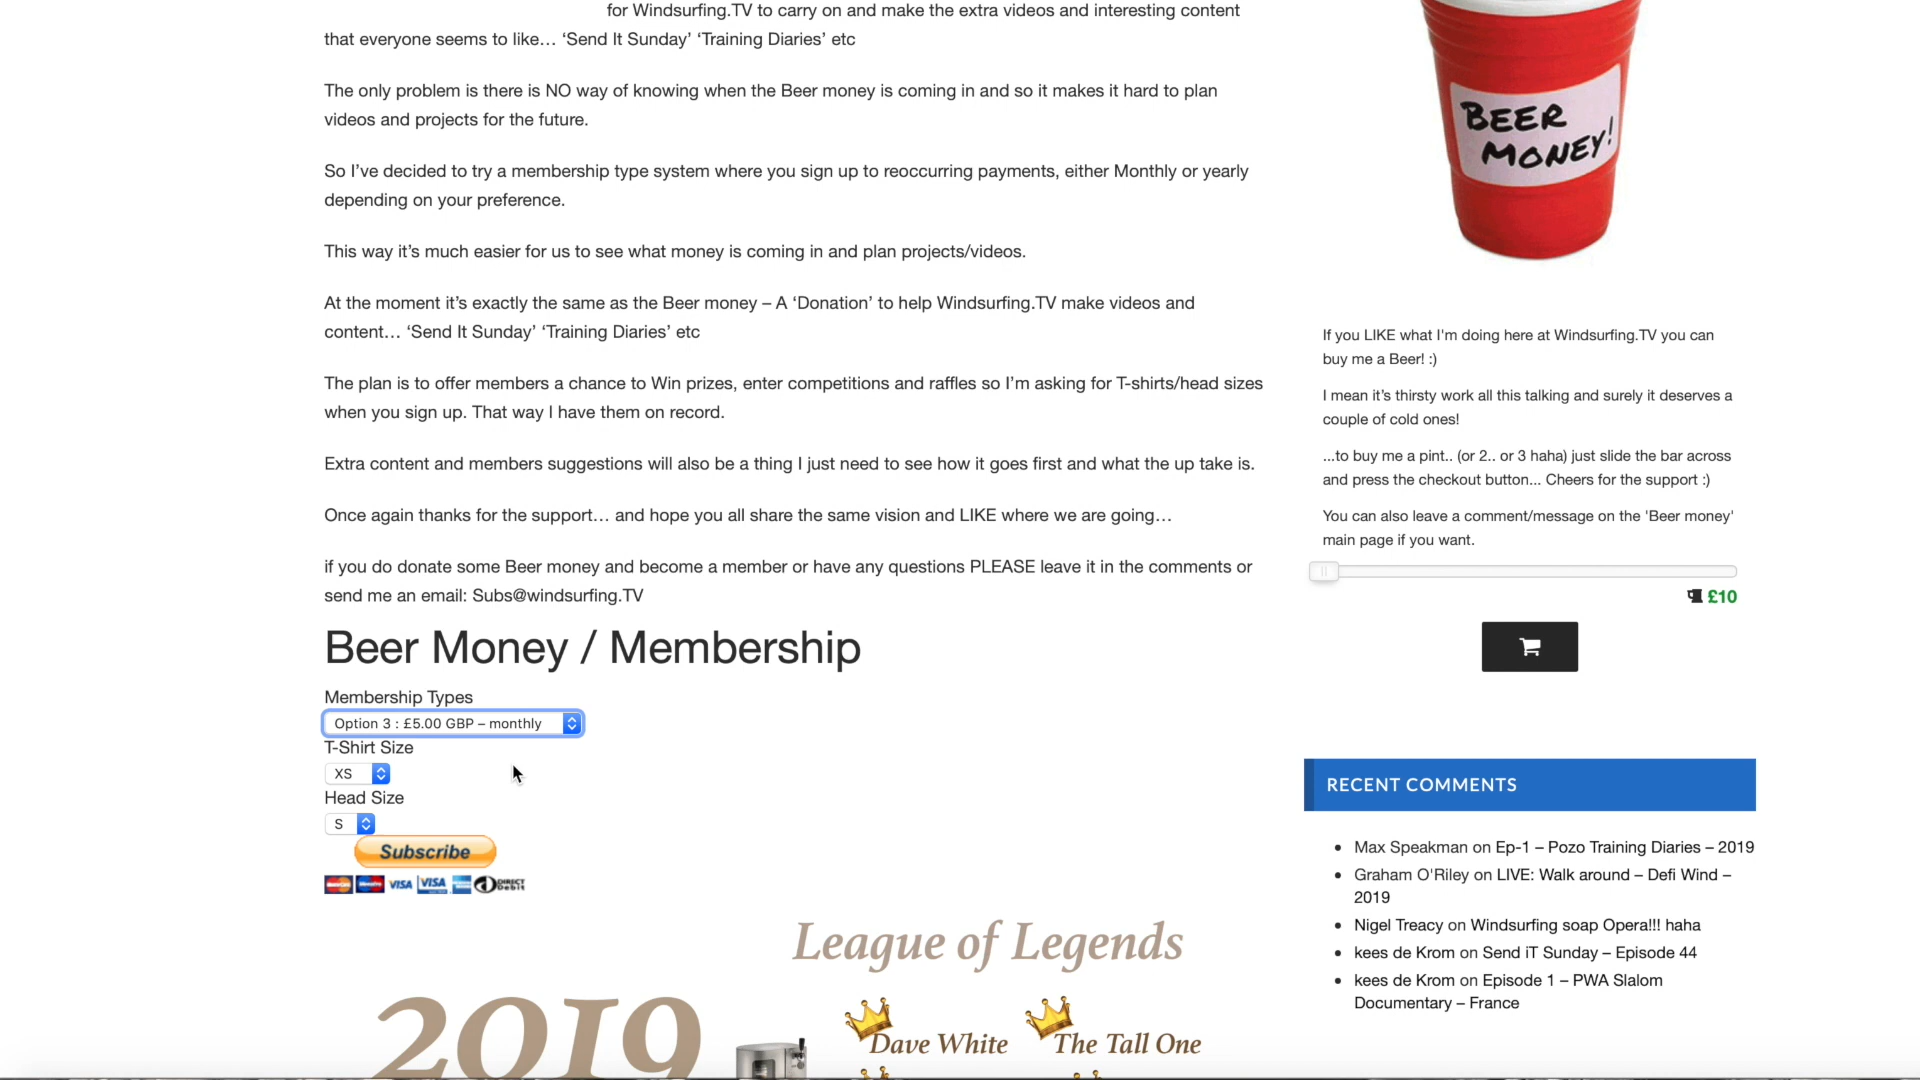 for Windsurfing.TV to carry on and make the extra videos and interesting content
that everyone seems to like… ‘Send It Sunday’ ‘Training Diaries’ etc
The only problem is there is NO way of knowing when the Beer money is coming in and so it makes it hard to plan
videos and projects for the future.
So I’ve decided to try a membership type system where you sign up to reoccurring payments, either Monthly or yearly
depending on your preference.
This way it’s much easier for us to see what money is coming in and plan projects/videos.
At the moment it’s exactly the same as the Beer money – A ‘Donation’ to help Windsurfing.TV make videos and
content… ‘Send It Sunday’ ‘Training Diaries’ etc
The plan is to offer members a chance to Win prizes, enter competitions and raffles so I’m asking for T-shirts/head sizes
when you sign up. That way I have them on record.
Extra content and members suggestions will also be a thing I just need to see how it goes first and what the up take is.
Once again thanks for the support… and hope you all share the same vision and LIKE where we are going…
if you do donate some Beer money and become a member or have any questions PLEASE leave it in the comments or
send me an email: Subs@windsurfing.TV
Beer Money / Membership
Membership Types
Option 3 : £5.00 GBP – monthly
T-Shirt Size
XS
Head Size
S
Subscribe
MasterCard Maestro VISA VISA DIRECT Debit
League of Legends
2019
Dave White The Tall One
BEER
MONEY!
If you LIKE what I'm doing here at Windsurfing.TV you can
buy me a Beer! :)
I mean it’s thirsty work all this talking and surely it deserves a
couple of cold ones!
...to buy me a pint.. (or 2.. or 3 haha) just slide the bar across
and press the checkout button... Cheers for the support :)
You can also leave a comment/message on the 'Beer money'
main page if you want.
£10
RECENT COMMENTS
Max Speakman on Ep-1 – Pozo Training Diaries – 2019
Graham O'Riley on LIVE: Walk around – Defi Wind –
2019
Nigel Treacy on Windsurfing soap Opera!!! haha
kees de Krom on Send iT Sunday – Episode 44
kees de Krom on Episode 1 – PWA Slalom
Documentary – France